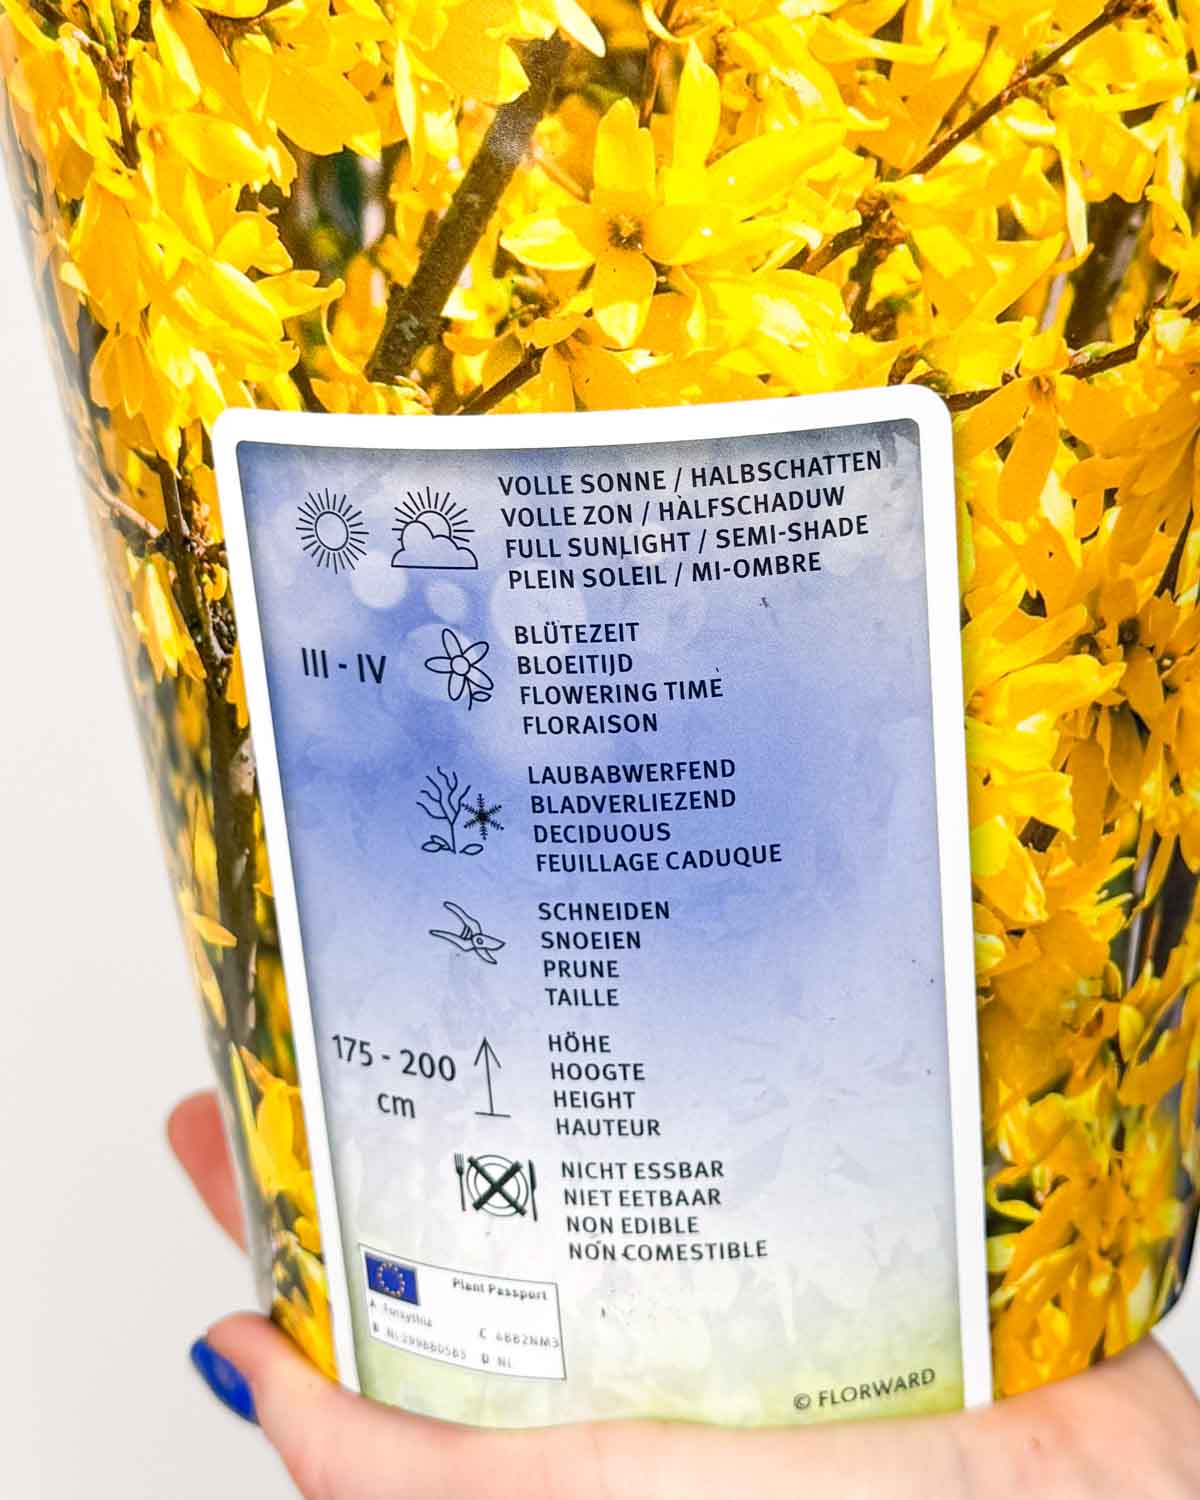 VOLLE SONNE / HALBSCHATTEN
VOLLE ZON / HALFSCHADUW
FULL SUNLIGHT / SEMI-SHADE
PLEIN SOLEIL / MI-OMBRE
III - IV
BLÜTEZEIT
BLOEITIJD
FLOWERING TIME
FLORAISON
LAUBABWERFEND
BLADVERLIEZEND
DECIDUOUS
FEUILLAGE CADUQUE
SCHNEIDEN
SNOEIEN
PRUNE
TAILLE
175 - 200
cm
HÖHE
HOOGTE
HEIGHT
HAUTEUR
NICHT ESSBAR
NIET EETBAAR
NON EDIBLE
NON COMESTIBLE
Plant Passport
A Forsythia
B
C 6BB2NM3
D NL
© FLORWARD